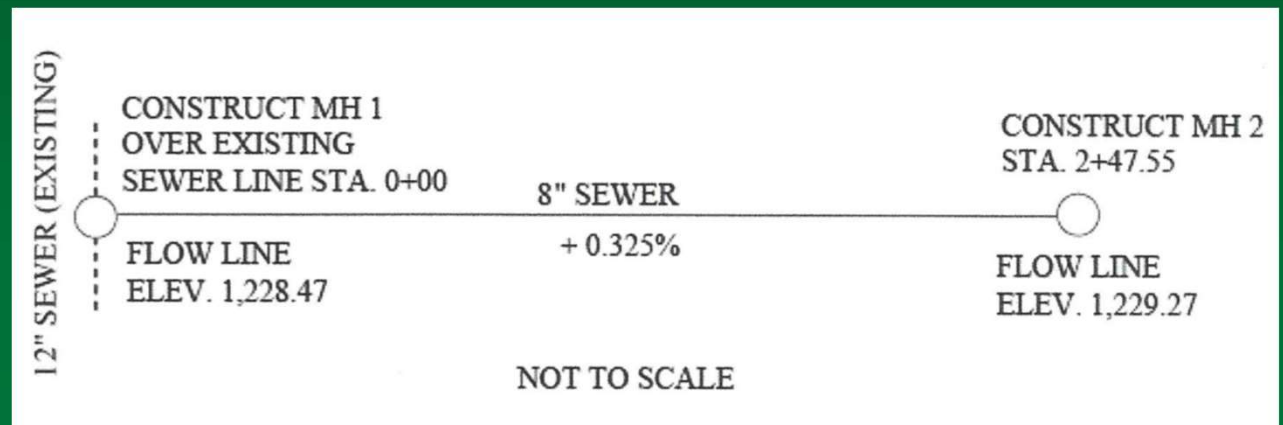 12" SEWER (EXISTING)
CONSTRUCT MH 1
OVER EXISTING
SEWER LINE STA. 0+00
FLOW LINE
ELEV. 1,228.47
8" SEWER
+ 0.325%
CONSTRUCT MH 2
STA. 2+47.55
FLOW LINE
ELEV. 1,229.27
NOT TO SCALE